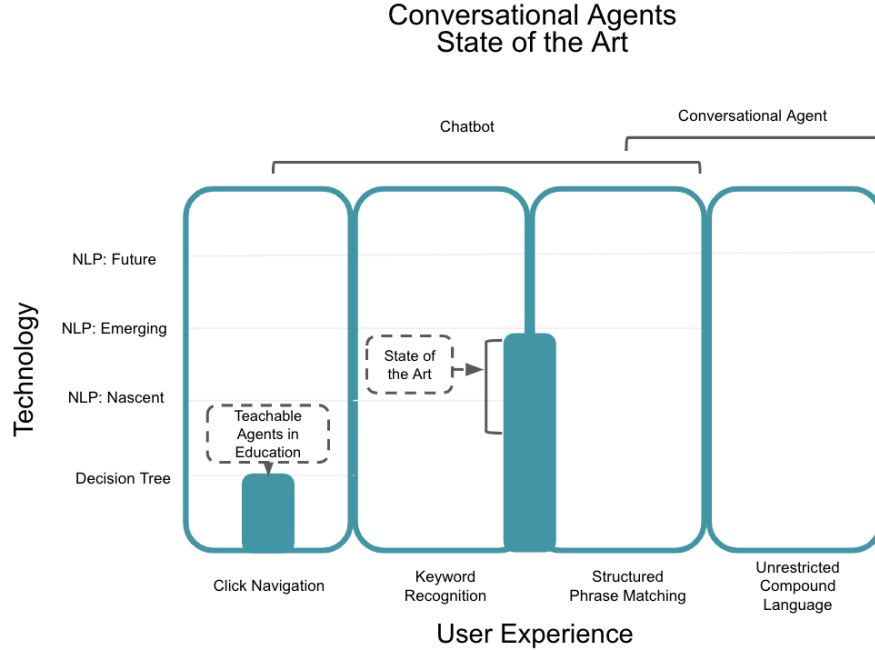 Conversational Agents
State of the Art
Conversational Agent
Chatbot
NLP: Future
NLP: Emerging
State of
the Art
NLP: Nascent
Teachable
Agents in
Education
Decision Tree
Technology
Click Navigation
Keyword
Recognition
Structured
Phrase Matching
Unrestricted
Compound
Language
User Experience